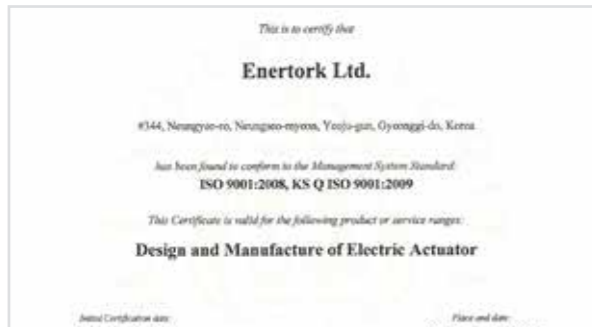 This is to certify that
Enertork Ltd.
#344, Neungyeo-ro, Neungseo-myeon, Yeoju-gun, Gyeonggi-do, Korea
has been found to conform to the Management System Standard:
ISO 9001:2008, KS Q ISO 9001:2009
This Certificate is valid for the following product or service ranges:
Design and Manufacture of Electric Actuator
Initial Certification date:
Place and date: